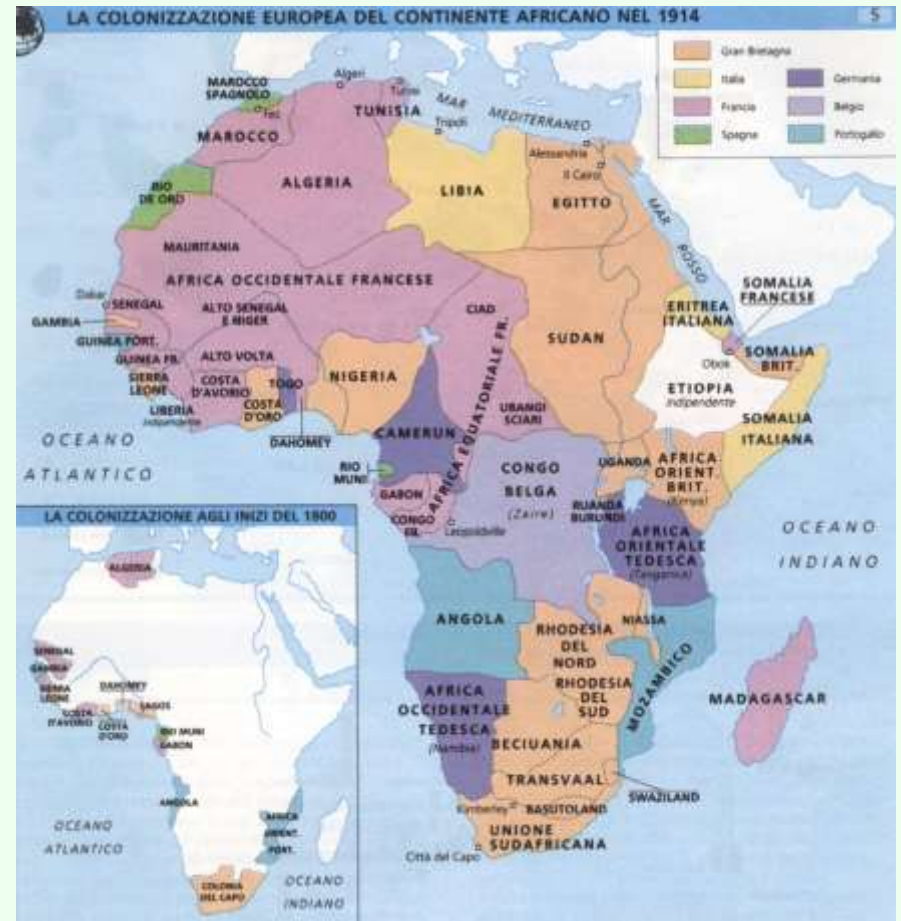 LA COLONIZZAZIONE EUROPEA DEL CONTINENTE AFRICANO NEL 1914
5
Gran Bretagna
Italia
Germania
Francia
Belgio
Spagna
Portogallo
MAROCCO
SPAGNOLO
Fez
Algeri
Tunisi
TUNISIA
MAR
MEDITERRANEO
Tripoli
MAROCCO
Alessandria
Il Cairo
ALGERIA
LIBIA
EGITTO
RIO
DE ORO
MAR
ROSSO
MAURITANIA
AFRICA OCCIDENTALE FRANCESE
SOMALIA
FRANCESE
Dakar
SENEGAL
ALTO SENEGAL
E NIGER
CIAD
ERITREA
ITALIANA
GAMBIA
GUINEA PORT.
SUDAN
GUINEA FR.
ALTO VOLTA
NIGERIA
Obok
SOMALIA
BRIT.
SIERRA
LEONE
COSTA
D'AVORIO
TOGO
ETIOPIA
indipendente
LIBERIA
indipendente
COSTA
D'ORO
UBANGI
SCIARI
SOMALIA
ITALIANA
DAHOMEY
CAMERUN
AFRICA EQUATORIALE FR.
OCEANO
ATLANTICO
RIO
MUNI
CONGO
BELGA
(Zaire)
UGANDA
AFRICA
ORIENT.
BRIT.
(Kenya)
GABON
CONGO
FR.
Leopoldville
RUANDA
BURUNDI
AFRICA
ORIENTALE
TEDESCA
(Tanganica)
OCEANO
INDIANO
ANGOLA
RHODESIA
DEL
NORD
NIASSA
MOZAMBICO
RHODESIA
DEL
SUD
MADAGASCAR
AFRICA
OCCIDENTALE
TEDESCA
(Namibia)
BECIUANIA
TRANSVAAL
SWAZILAND
Kimberley
BASUTOLAND
UNIONE
SUDAFRICANA
Città del Capo
LA COLONIZZAZIONE AGLI INIZI DEL 1800
ALGERIA
SENEGAL
GAMBIA
SIERRA
LEONE
DAHOMEY
COSTA
D'AVORIO
COSTA
D'ORO
LAGOS
RIO MUNI
GABON
ANGOLA
AFRICA
ORIENT.
PORT.
OCEANO
ATLANTICO
COLONIA
DEL CAPO
OCEANO
INDIANO